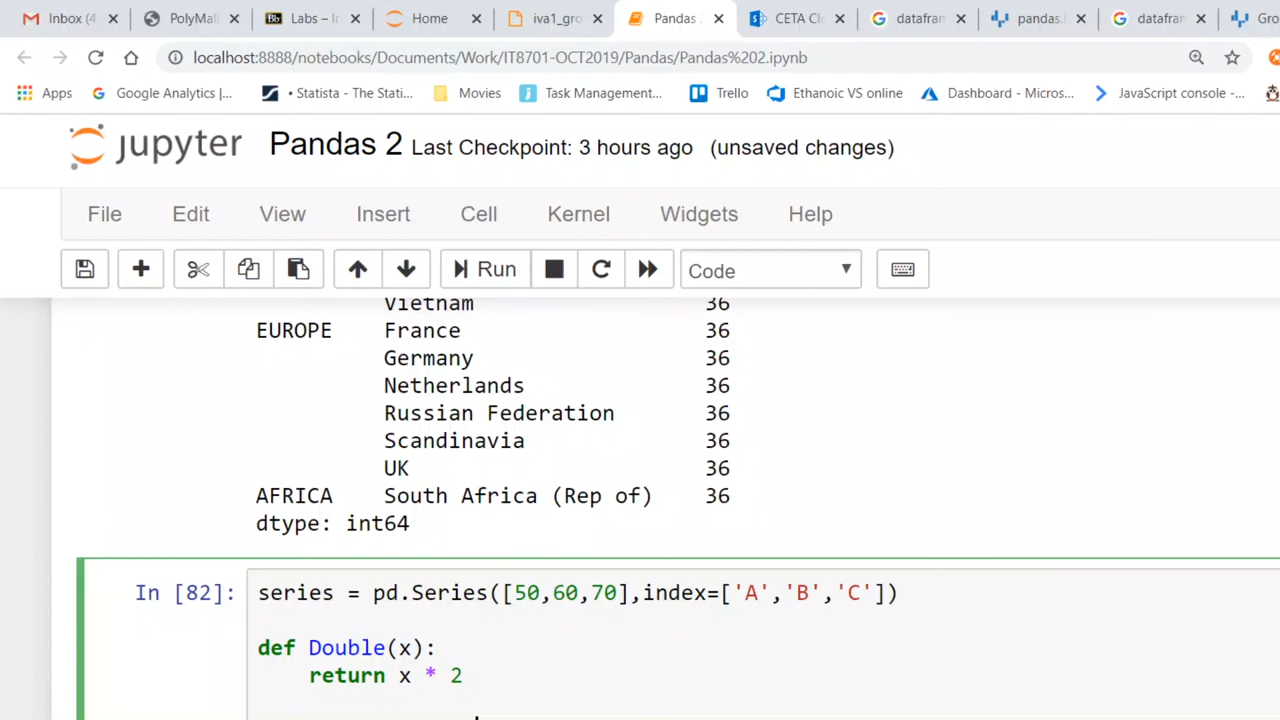 Inbox (4
PolyMall
Labs – In
Home
iva1_gro
Pandas 2
CETA Clo
datafran
pandas.I
datafran
Gro
localhost:8888/notebooks/Documents/Work/IT8701-OCT2019/Pandas/Pandas%202.ipynb
Apps
Google Analytics |...
• Statista - The Stati...
Movies
Task Management...
Trello
Ethanoic VS online
Dashboard - Micros...
JavaScript console -...
jupyter Pandas 2 Last Checkpoint: 3 hours ago (unsaved changes)
File Edit View Insert Cell Kernel Widgets Help
Run Code
Vietnam 36
EUROPE France 36
Germany 36
Netherlands 36
Russian Federation 36
Scandinavia 36
UK 36
AFRICA South Africa (Rep of) 36
dtype: int64
In [82]: series = pd.Series([50,60,70],index=['A','B','C'])
def Double(x):
return x * 2